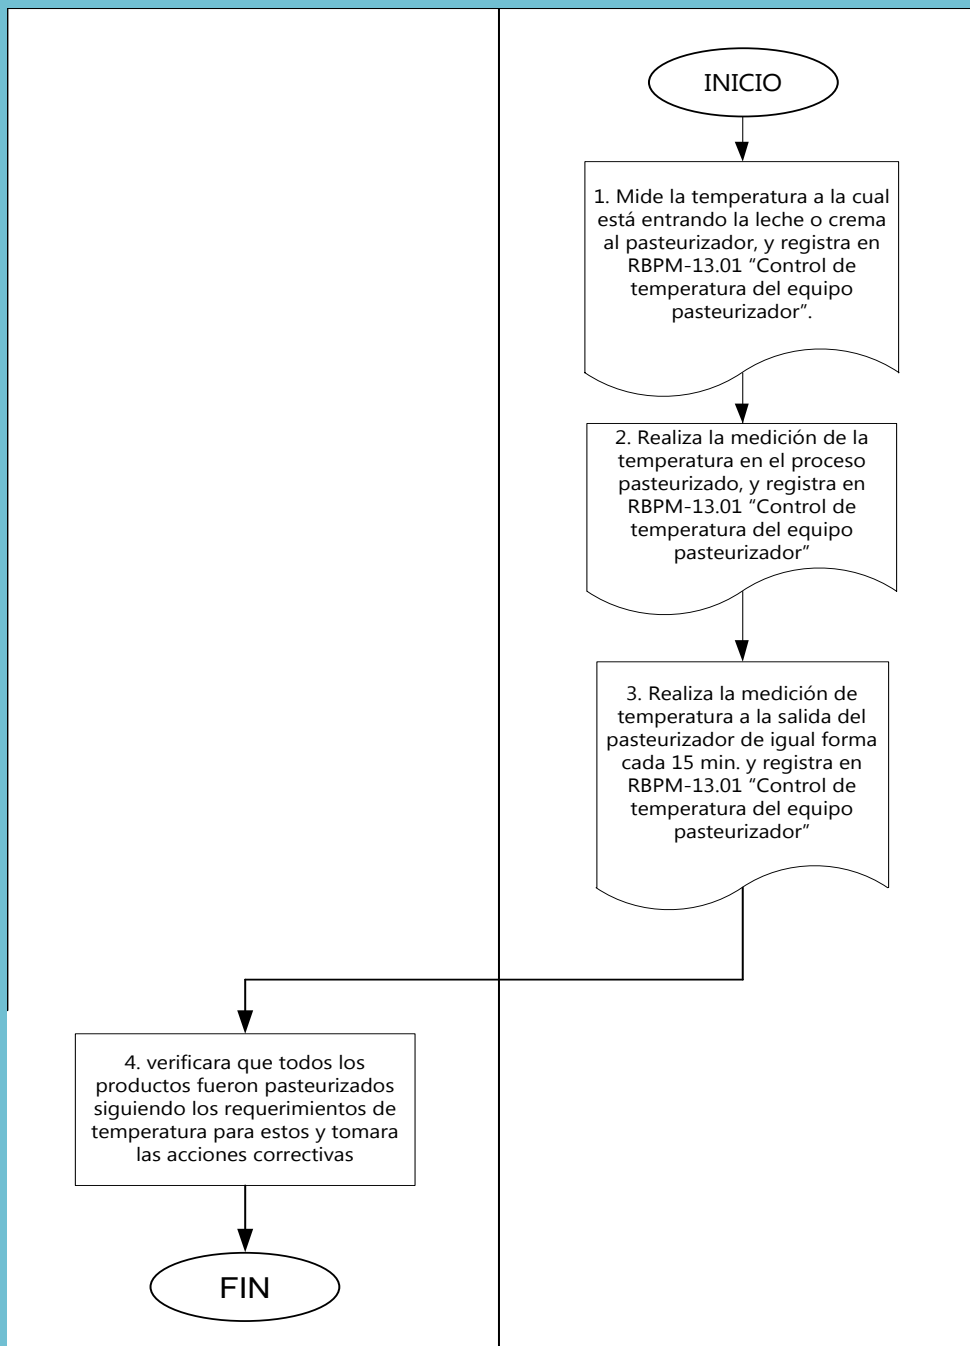 INICIO
1. Mide la temperatura a la cual
está entrando la leche o crema
al pasteurizador, y registra en
RBPM-13.01 “Control de
temperatura del equipo
pasteurizador”.
2. Realiza la medición de la
temperatura en el proceso
pasteurizado, y registra en
RBPM-13.01 “Control de
temperatura del equipo
pasteurizador”
3. Realiza la medición de
temperatura a la salida del
pasteurizador de igual forma
cada 15 min. y registra en
RBPM-13.01 “Control de
temperatura del equipo
pasteurizador”
4. verificara que todos los
productos fueron pasteurizados
siguiendo los requerimientos de
temperatura para estos y tomara
las acciones correctivas
FIN